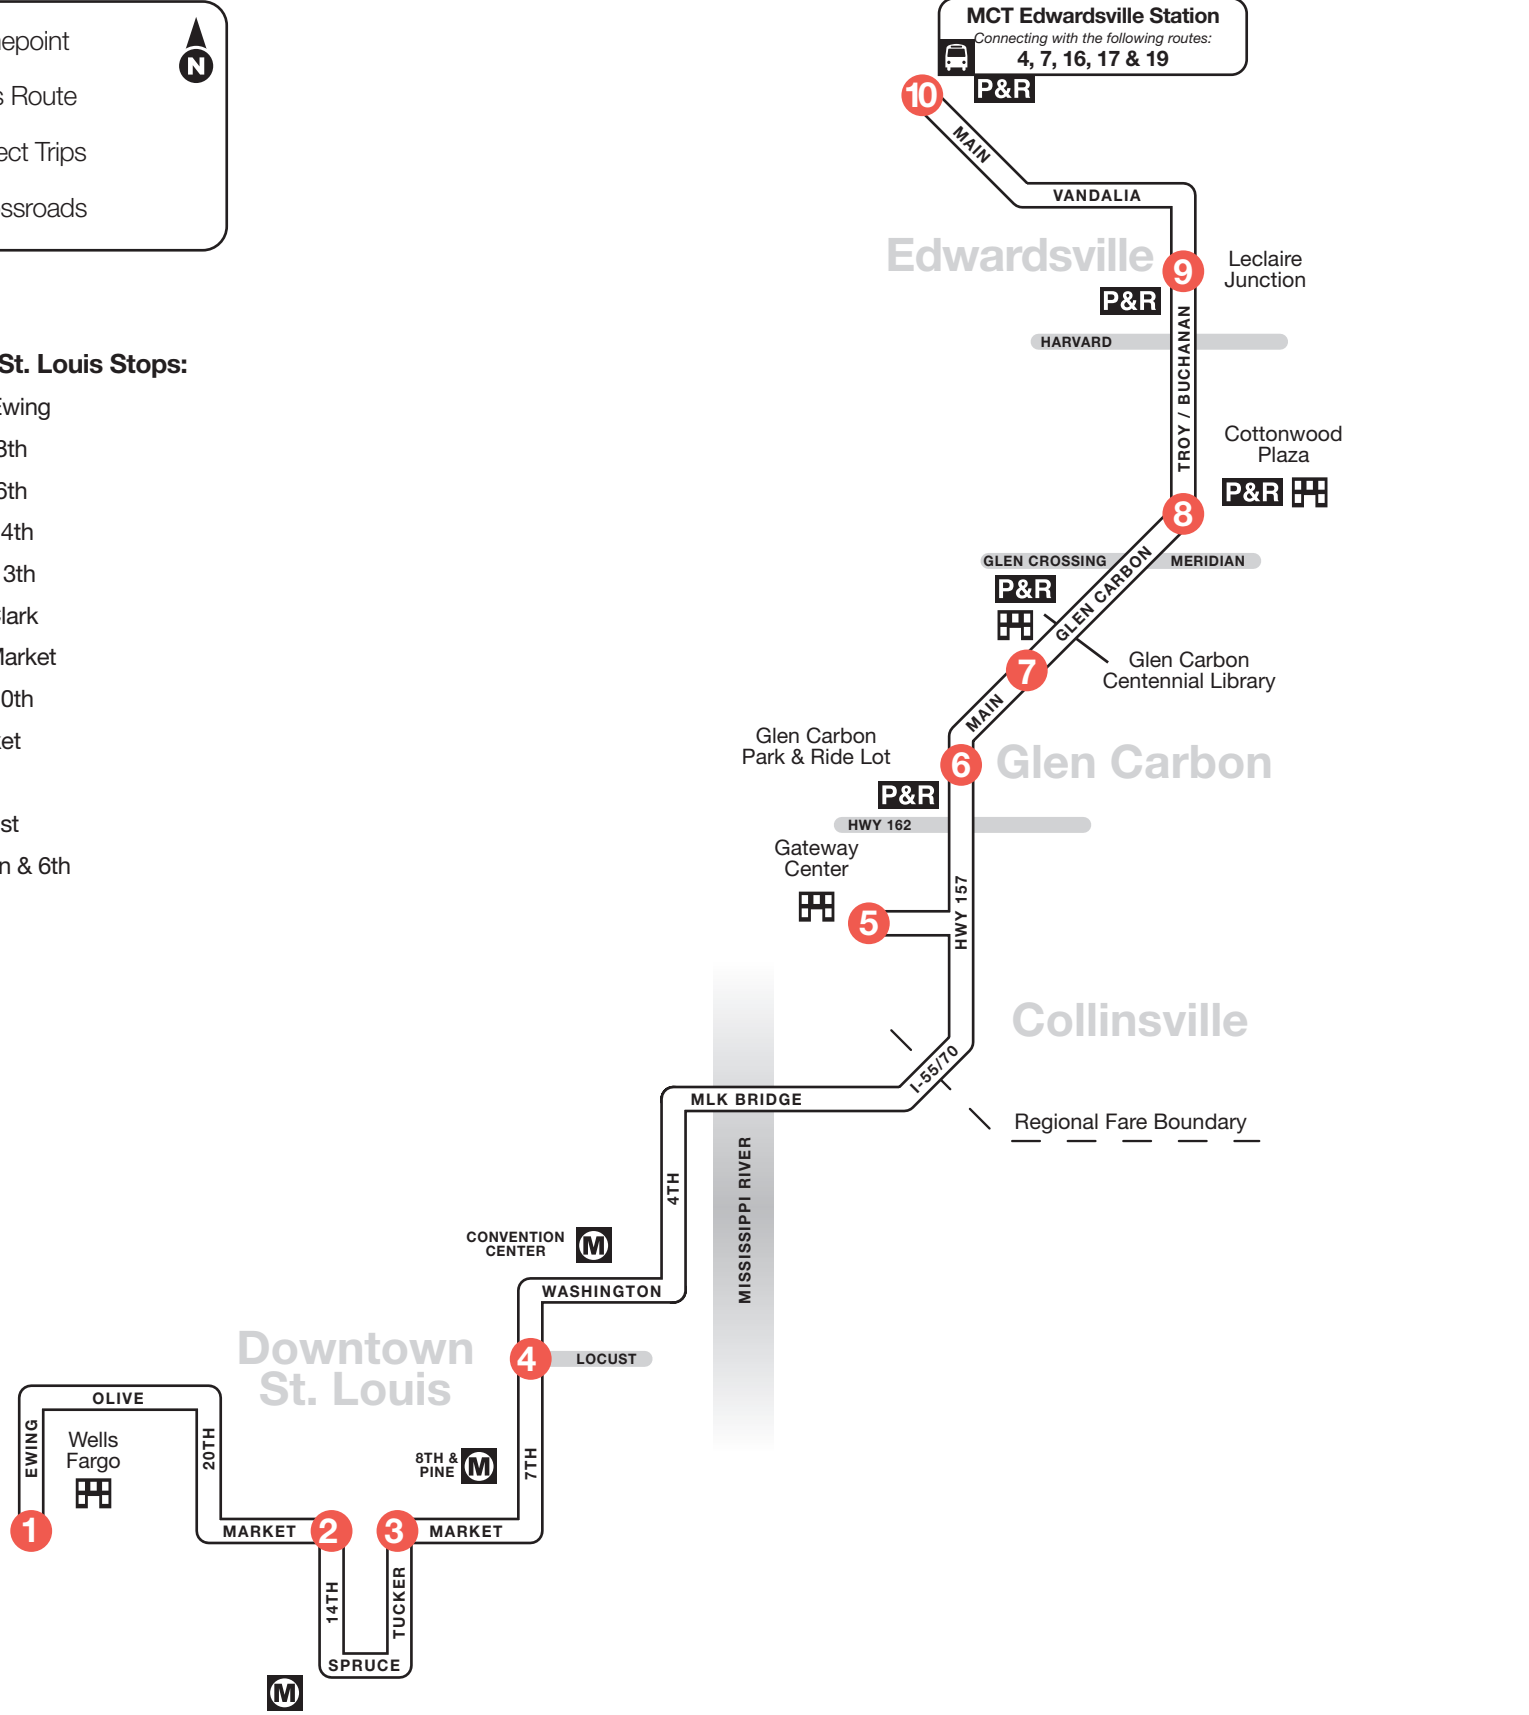 MCT Edwardsville Station
Connecting with the following routes:
4, 7, 16, 17 & 19
N
epoint
s Route
ect Trips
ssroads
10
P&R
MAIN
VANDALIA
Edwardsville
9
Leclaire
Junction
P&R
HARVARD
TROY / BUCHANAN
St. Louis Stops:
Ewing
8th
6th
4th
3th
lark
Market
0th
et
st
n & 6th
Cottonwood
Plaza
P&R
8
GLEN CROSSING
MERIDIAN
P&R
GLEN CARBON
7
Glen Carbon
Centennial Library
MAIN
Glen Carbon
Park & Ride Lot
6
Glen Carbon
P&R
HWY 162
Gateway
Center
5
HWY 157
Collinsville
I-55/70
MLK BRIDGE
Regional Fare Boundary
4TH
MISSISSIPPI RIVER
CONVENTION
CENTER
M
WASHINGTON
Downtown
St. Louis
4
LOCUST
OLIVE
EWING
Wells
Fargo
20TH
8TH &
PINE
M
7TH
1
MARKET
2
3
MARKET
14TH
TUCKER
SPRUCE
M